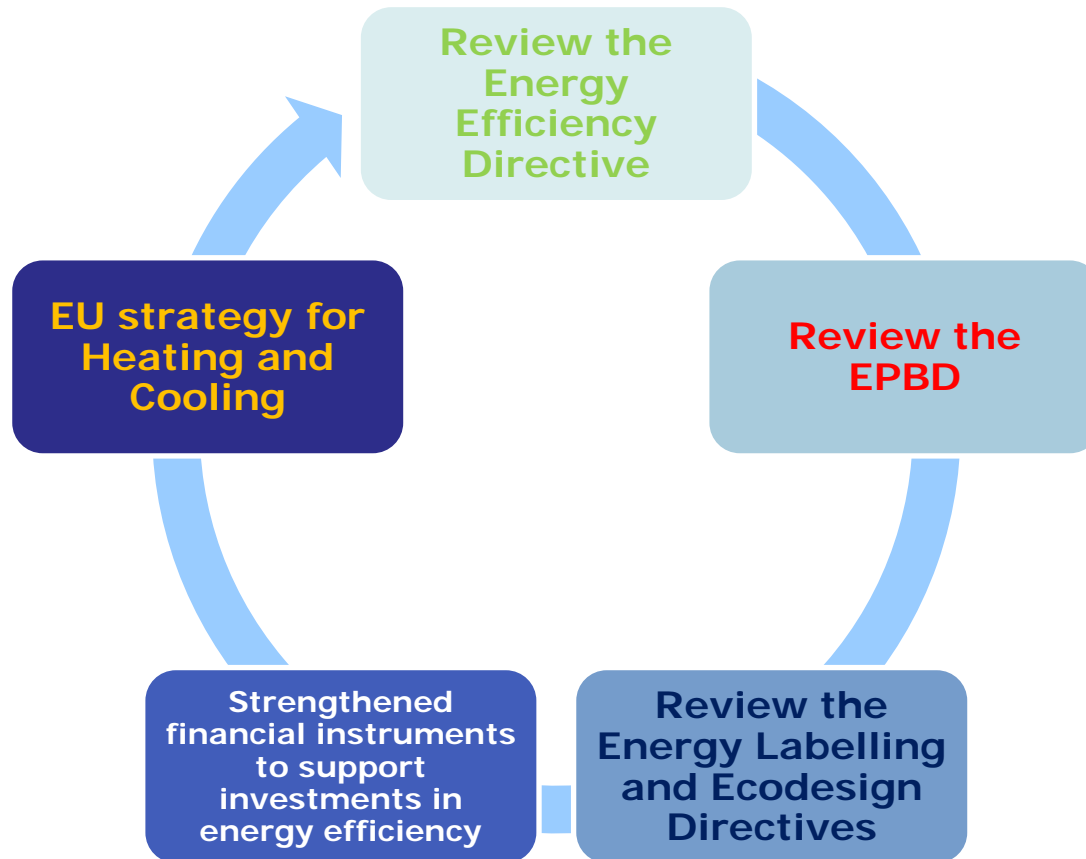 Review the
Energy
Efficiency
Directive
Review the
EPBD
Review the
Energy Labelling
and Ecodesign
Directives
Strengthened
financial instruments
to support
investments in
energy efficiency
EU strategy for
Heating and
Cooling